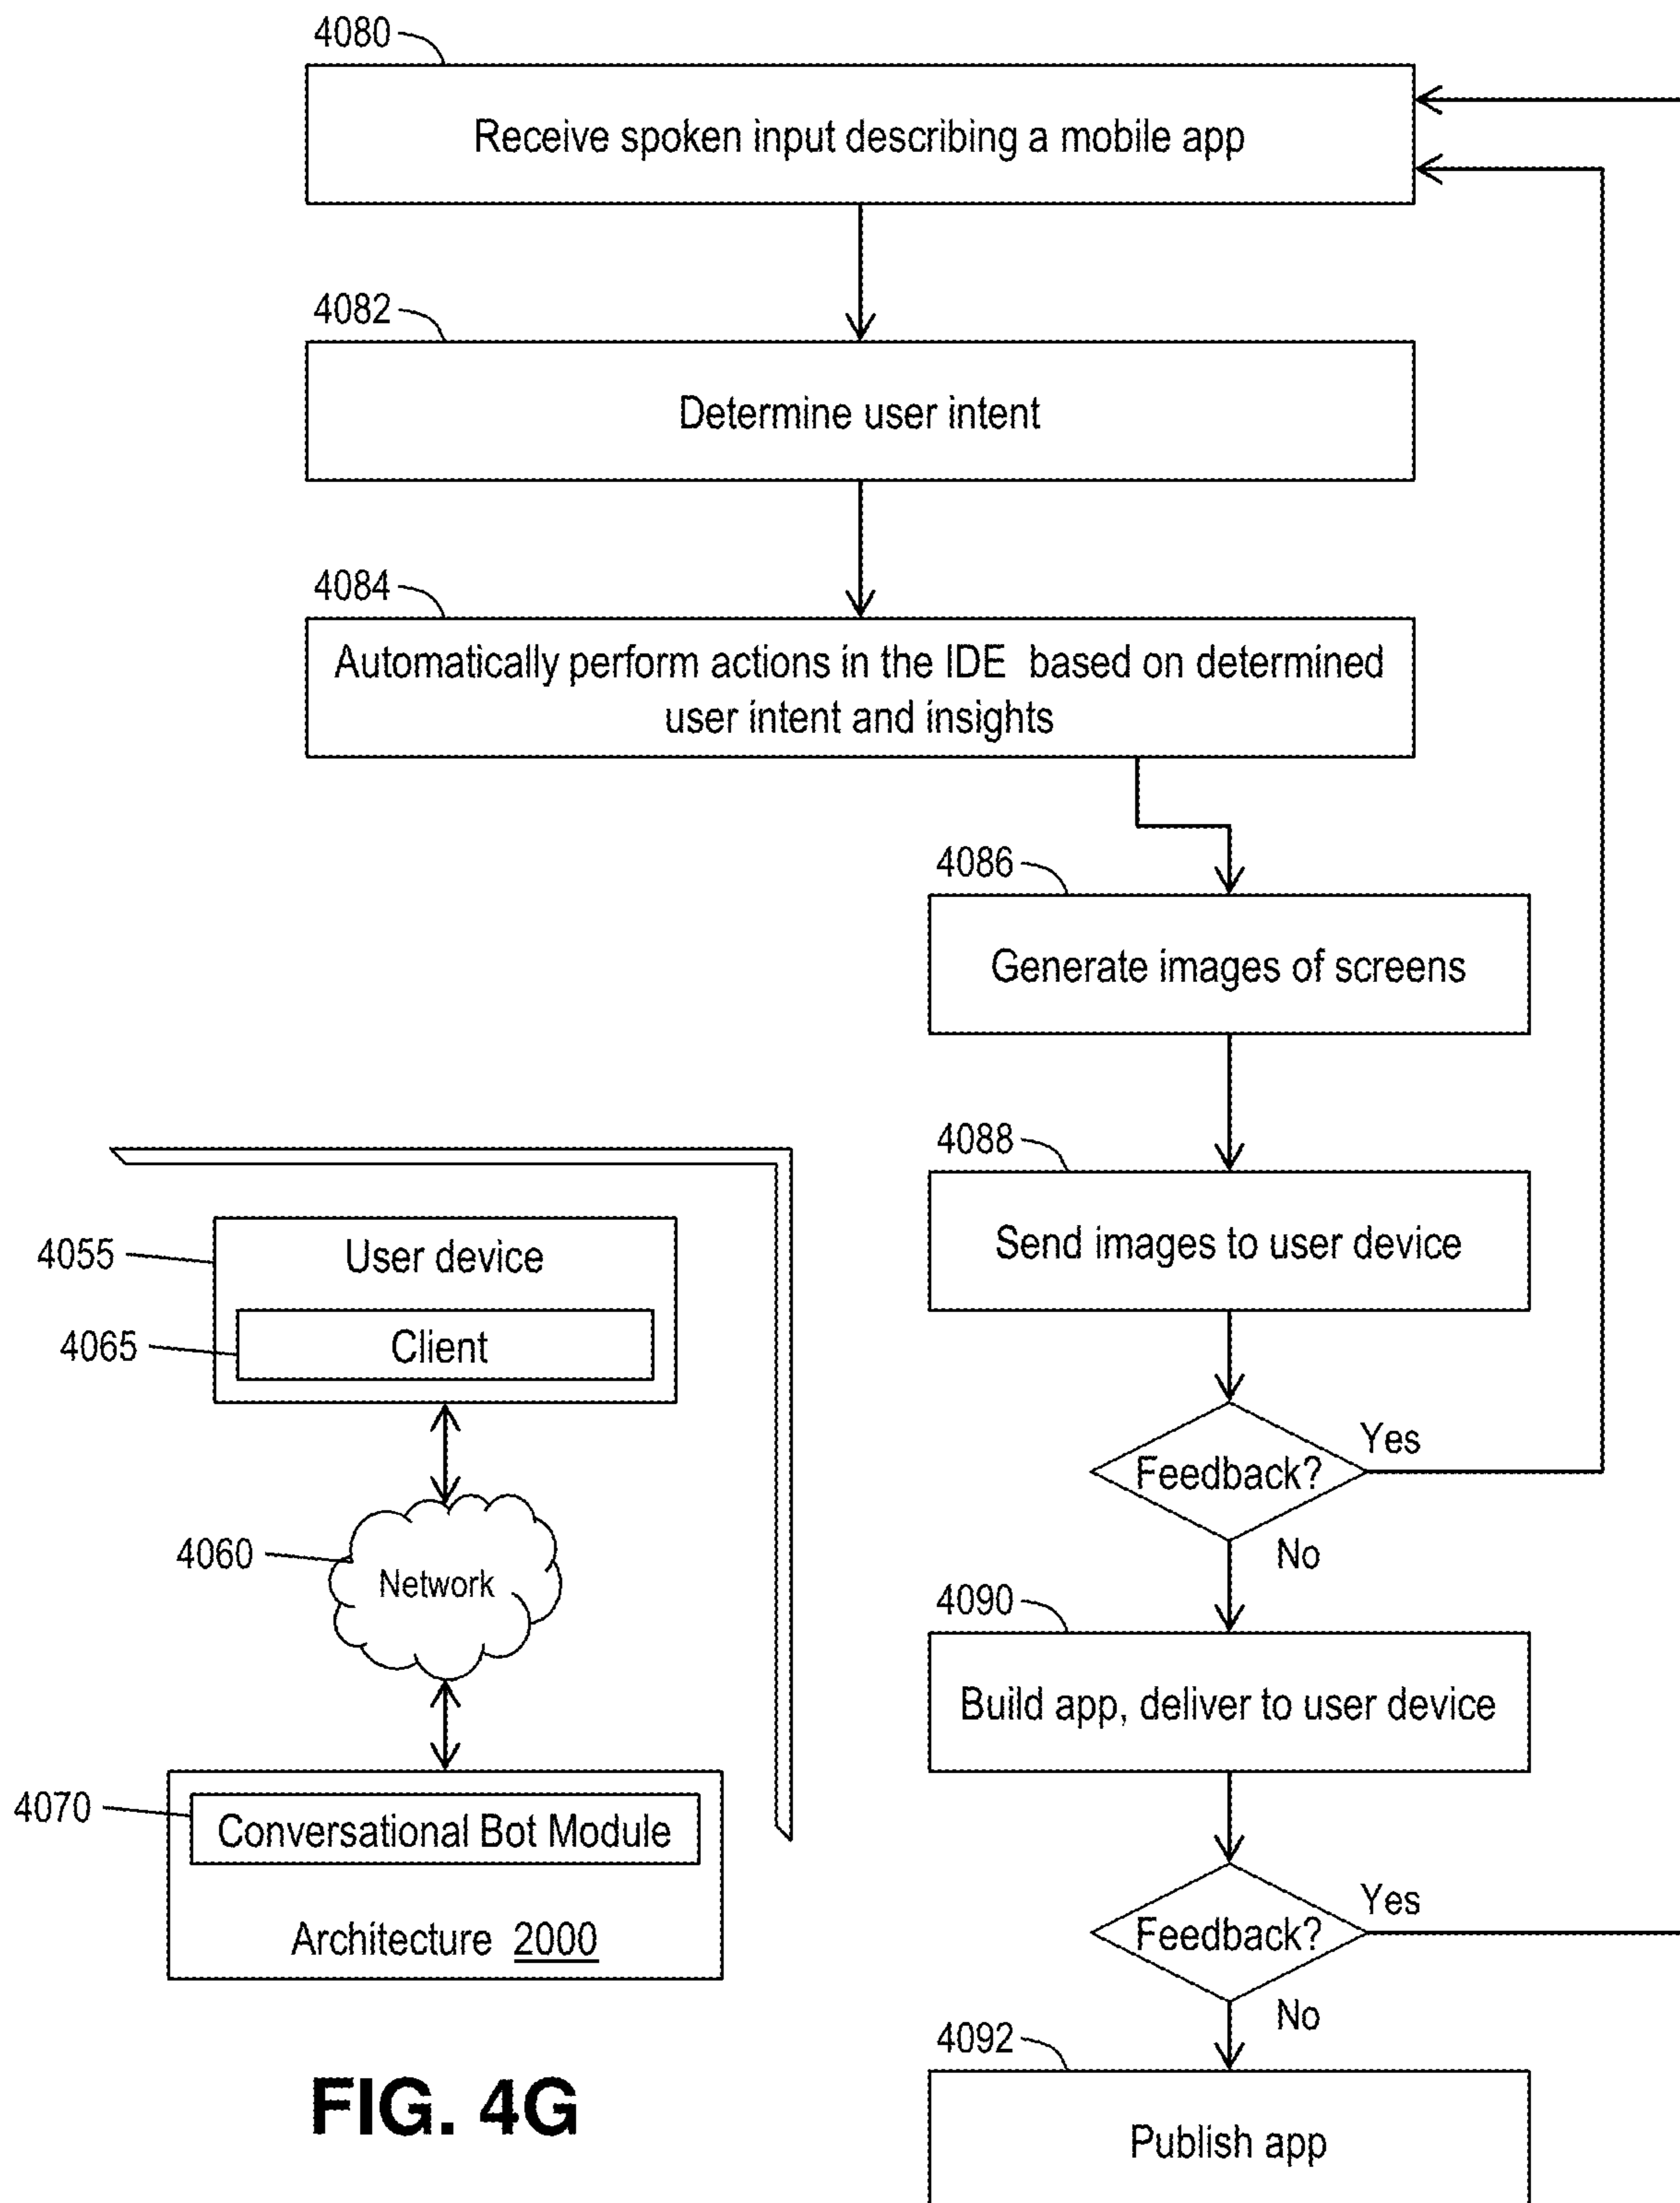 4080
Receive spoken input describing a mobile app
4082
Determine user intent
4084
Automatically perform actions in the IDE based on determined
user intent and insights
4086
Generate images of screens
4088
Send images to user device
Feedback?
Yes
No
4090
Build app, deliver to user device
Feedback?
Yes
No
4092
Publish app
4055
User device
4065
Client
4060
Network
4070
Conversational Bot Module
Architecture 2000
FIG. 4G